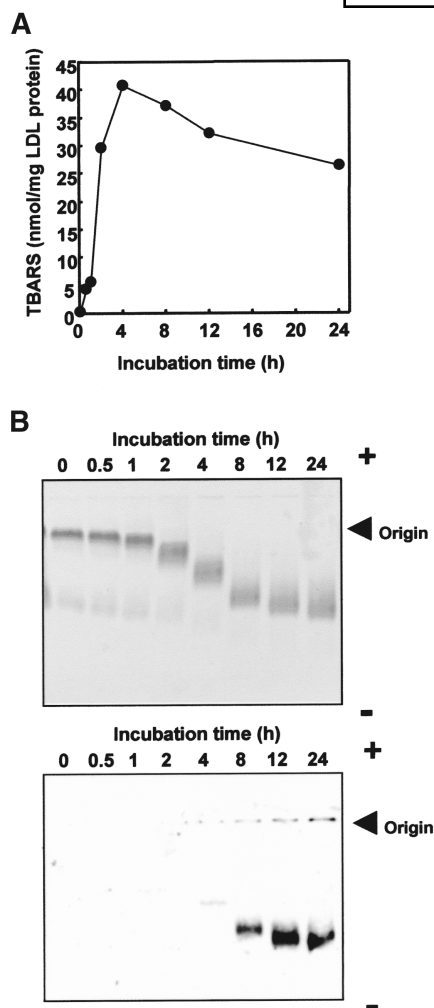 A
TBARS (nmol/mg LDL protein)
45
40
35
30
25
20
15
10
5
0
0 4 8 12 16 20 24
Incubation time (h)
B
Incubation time (h)
0 0.5 1 2 4 8 12 24
+
Origin
-
Incubation time (h)
+
0 0.5 1 2 4 8 12 24
Origin
-